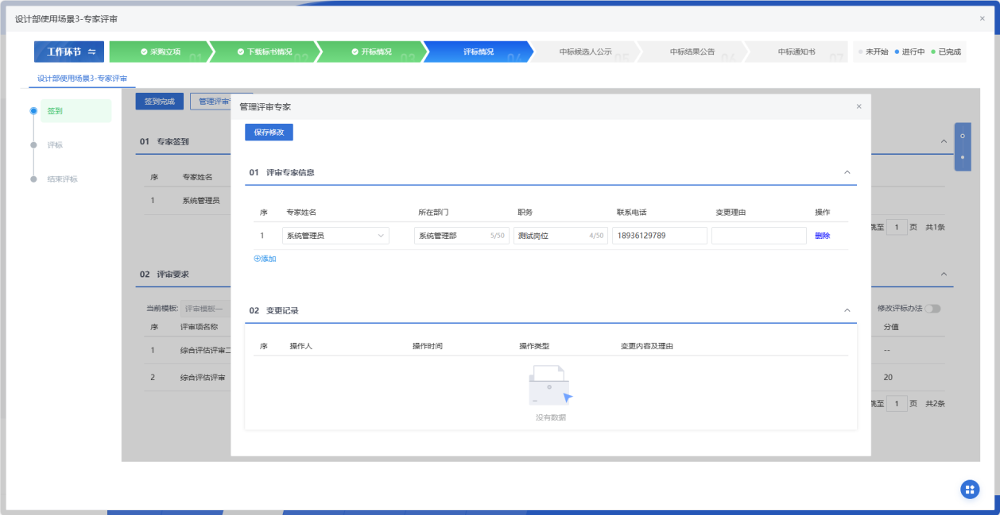 设计部使用场景3-专家评审
工作环节
采购立项 01
下载标书情况 02
开标情况 03
评标情况 04
中标候选人公示 05
中标结果公告 06
中标通知书 07
未开始 进行中 已完成
设计部使用场景3-专家评审
签到
评标
结束评标
签到完成 管理评审
01 专家签到
序 专家姓名
1 系统管理员
跳至 1 页 共1条
02 评审要求
当前模板: 评审模板一 修改评标办法
序 评审项名称 分值
1 综合评估评审二 --
2 综合评估评审 20
跳至 1 页 共2条
管理评审专家
保存修改
01 评审专家信息
序 专家姓名 所在部门 职务 联系电话 变更理由 操作
1 系统管理员 系统管理部 5/50 测试岗位 4/50 18936129789 删除
添加
02 变更记录
序 操作人 操作时间 操作类型 变更内容及理由
没有数据